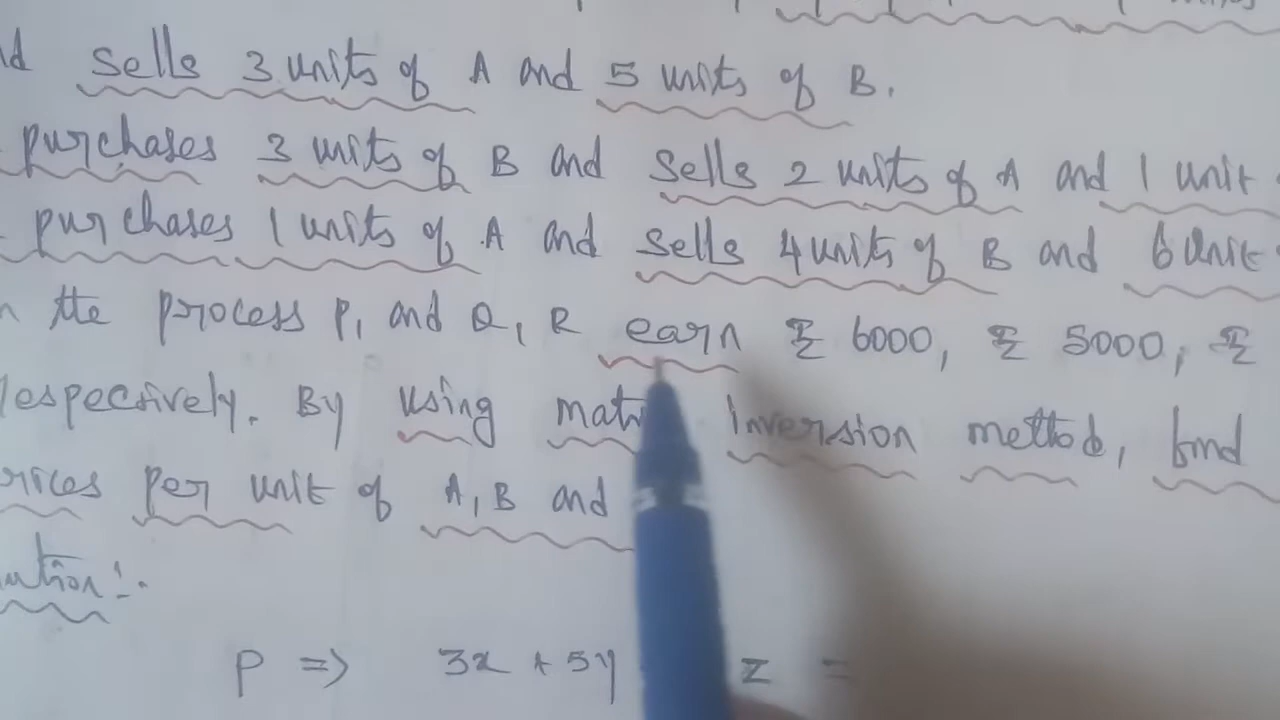 sells 3 units of A and 5 units of B.
purchases 3 units of B and sells 2 units of A and 1 unit
purchases 1 units of A and sells 4 units of B and 6 unit
the process P, and Q, R earn ₹ 6000, ₹ 5000, ₹
respectively. By using inversion method, find
per unit of A, B and
P => 3x + 5y z =